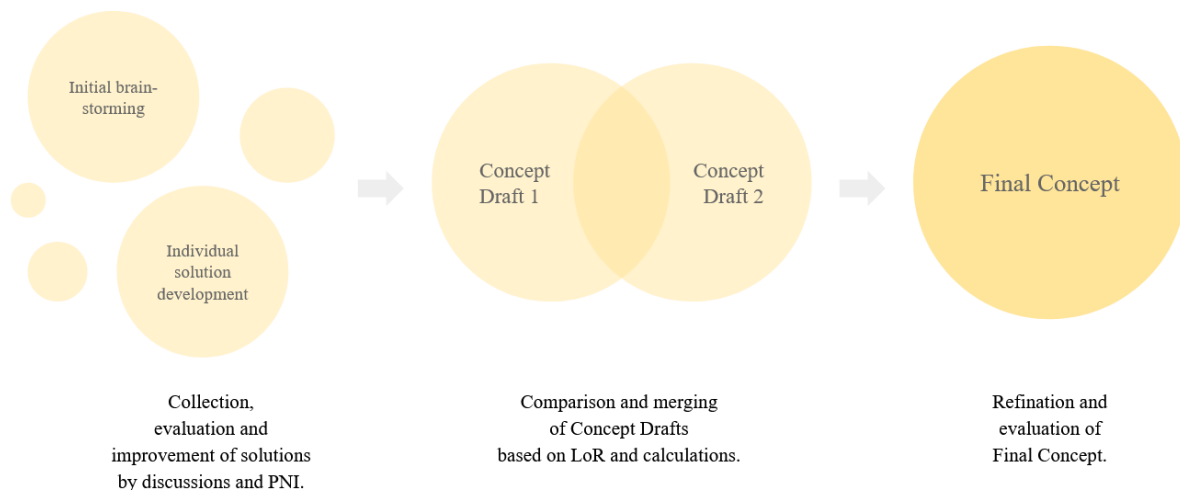 Initial brain-
storming
Individual
solution
development
Concept
Draft 1
Concept
Draft 2
Final Concept
Collection,
evaluation and
improvement of solutions
by discussions and PNI.
Comparison and merging
of Concept Drafts
based on LoR and calculations.
Refination and
evaluation of
Final Concept.